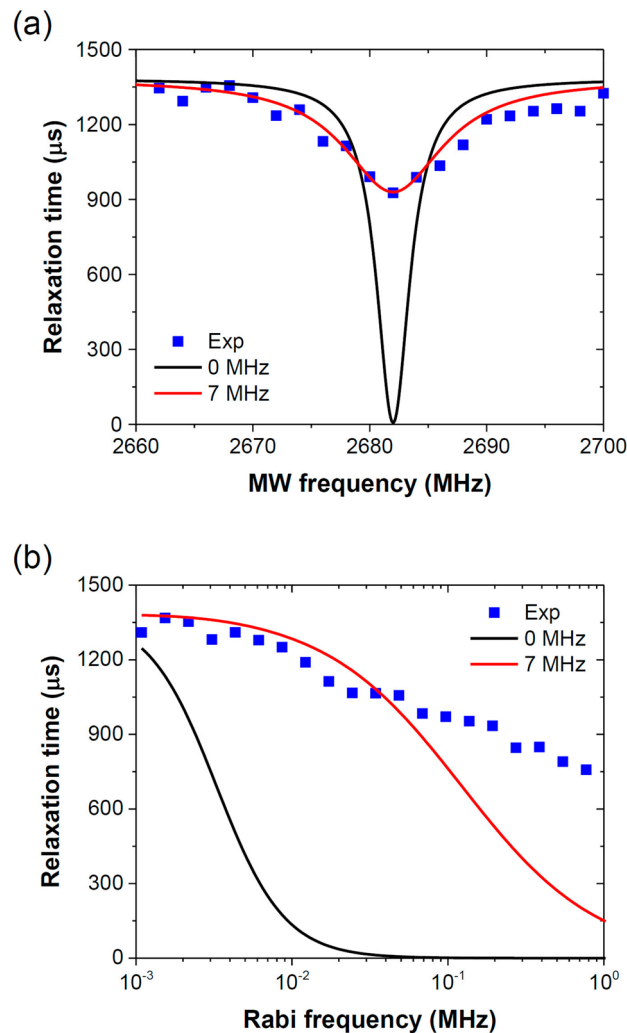 (a)
1500
1200
900
600
300
0
Relaxation time (μs)
Exp
0 MHz
7 MHz
2660 2670 2680 2690 2700
MW frequency (MHz)
(b)
1500
1200
900
600
300
0
Relaxation time (μs)
Exp
0 MHz
7 MHz
10⁻³ 10⁻² 10⁻¹ 10⁰
Rabi frequency (MHz)